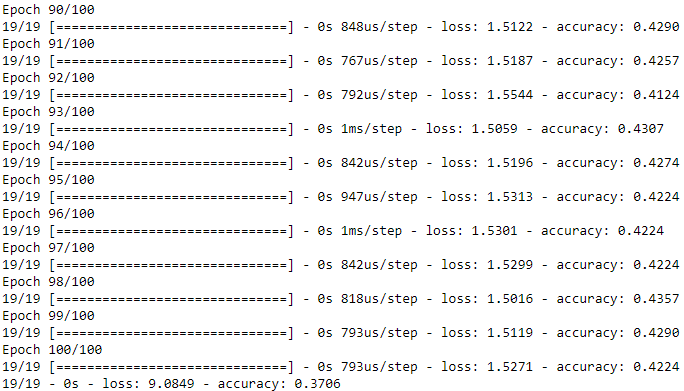 Epoch 90/100
19/19 [==============================] - 0s 848us/step - loss: 1.5122 - accuracy: 0.4290
Epoch 91/100
19/19 [==============================] - 0s 767us/step - loss: 1.5187 - accuracy: 0.4257
Epoch 92/100
19/19 [==============================] - 0s 792us/step - loss: 1.5544 - accuracy: 0.4124
Epoch 93/100
19/19 [==============================] - 0s 1ms/step - loss: 1.5059 - accuracy: 0.4307
Epoch 94/100
19/19 [==============================] - 0s 842us/step - loss: 1.5196 - accuracy: 0.4274
Epoch 95/100
19/19 [==============================] - 0s 947us/step - loss: 1.5313 - accuracy: 0.4224
Epoch 96/100
19/19 [==============================] - 0s 1ms/step - loss: 1.5301 - accuracy: 0.4224
Epoch 97/100
19/19 [==============================] - 0s 842us/step - loss: 1.5299 - accuracy: 0.4224
Epoch 98/100
19/19 [==============================] - 0s 818us/step - loss: 1.5016 - accuracy: 0.4357
Epoch 99/100
19/19 [==============================] - 0s 793us/step - loss: 1.5119 - accuracy: 0.4290
Epoch 100/100
19/19 [==============================] - 0s 793us/step - loss: 1.5271 - accuracy: 0.4224
19/19 - 0s - loss: 9.0849 - accuracy: 0.3706